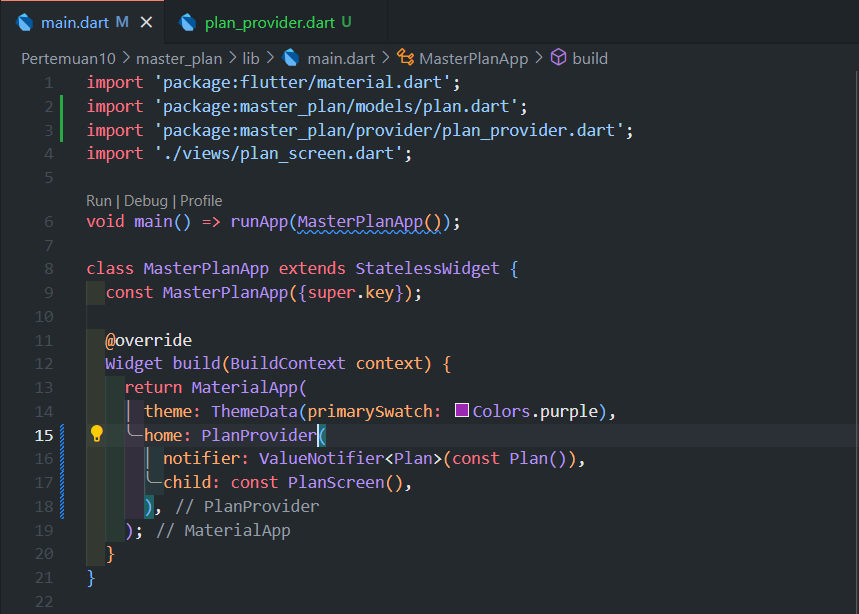 main.dart M plan_provider.dart U
Pertemuan10 > master_plan > lib > main.dart > MasterPlanApp > build
1 import 'package:flutter/material.dart';
2 import 'package:master_plan/models/plan.dart';
3 import 'package:master_plan/provider/plan_provider.dart';
4 import './views/plan_screen.dart';
5
Run | Debug | Profile
6 void main() => runApp(MasterPlanApp());
7
8 class MasterPlanApp extends StatelessWidget {
9 const MasterPlanApp({super.key});
10
11 @override
12 Widget build(BuildContext context) {
13 return MaterialApp(
14 theme: ThemeData(primarySwatch: Colors.purple),
15 home: PlanProvider(
16 notifier: ValueNotifier<Plan>(const Plan()),
17 child: const PlanScreen(),
18 ), // PlanProvider
19 ); // MaterialApp
20 }
21 }
22